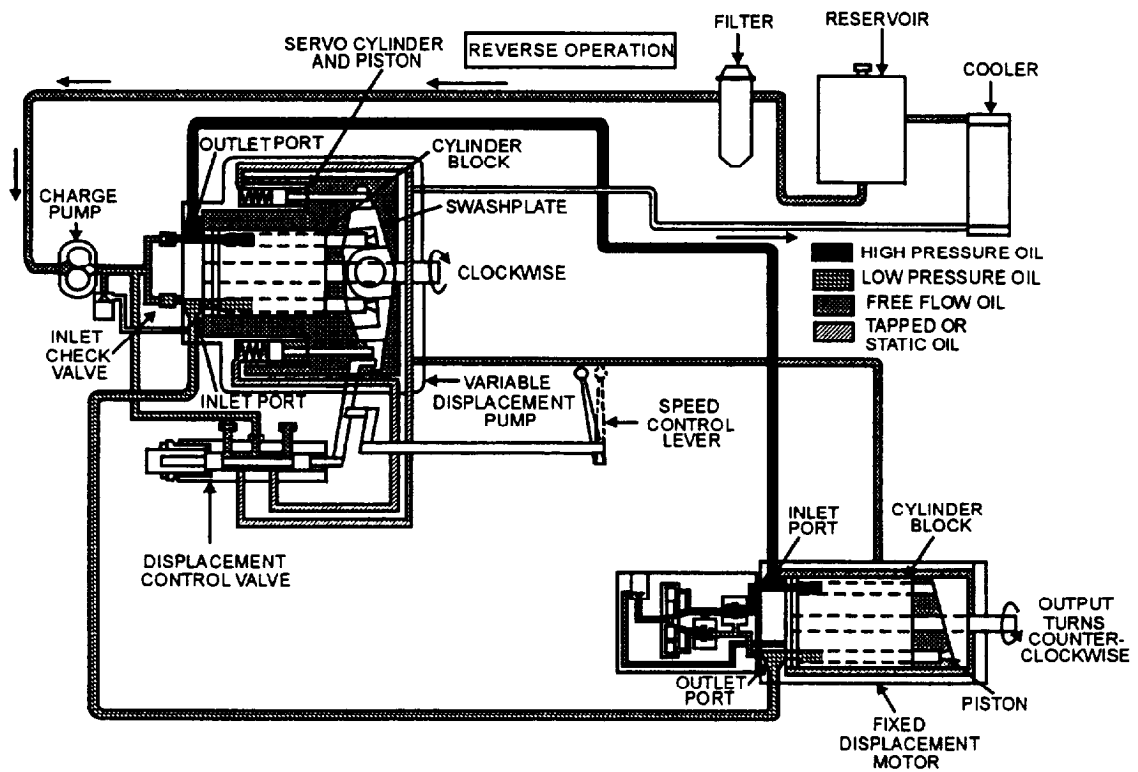 FILTER
RESERVOIR
COOLER
SERVO CYLINDER
AND PISTON
REVERSE OPERATION
OUTLET PORT
CYLINDER
BLOCK
SWASHPLATE
CHARGE
PUMP
CLOCKWISE
HIGH PRESSURE OIL
LOW PRESSURE OIL
FREE FLOW OIL
TAPPED OR
STATIC OIL
INLET
CHECK
VALVE
INLET PORT
VARIABLE
DISPLACEMENT
PUMP
SPEED
CONTROL
LEVER
DISPLACEMENT
CONTROL VALVE
INLET
PORT
CYLINDER
BLOCK
OUTPUT
TURNS
COUNTER-
CLOCKWISE
OUTLET
PORT
PISTON
FIXED
DISPLACEMENT
MOTOR